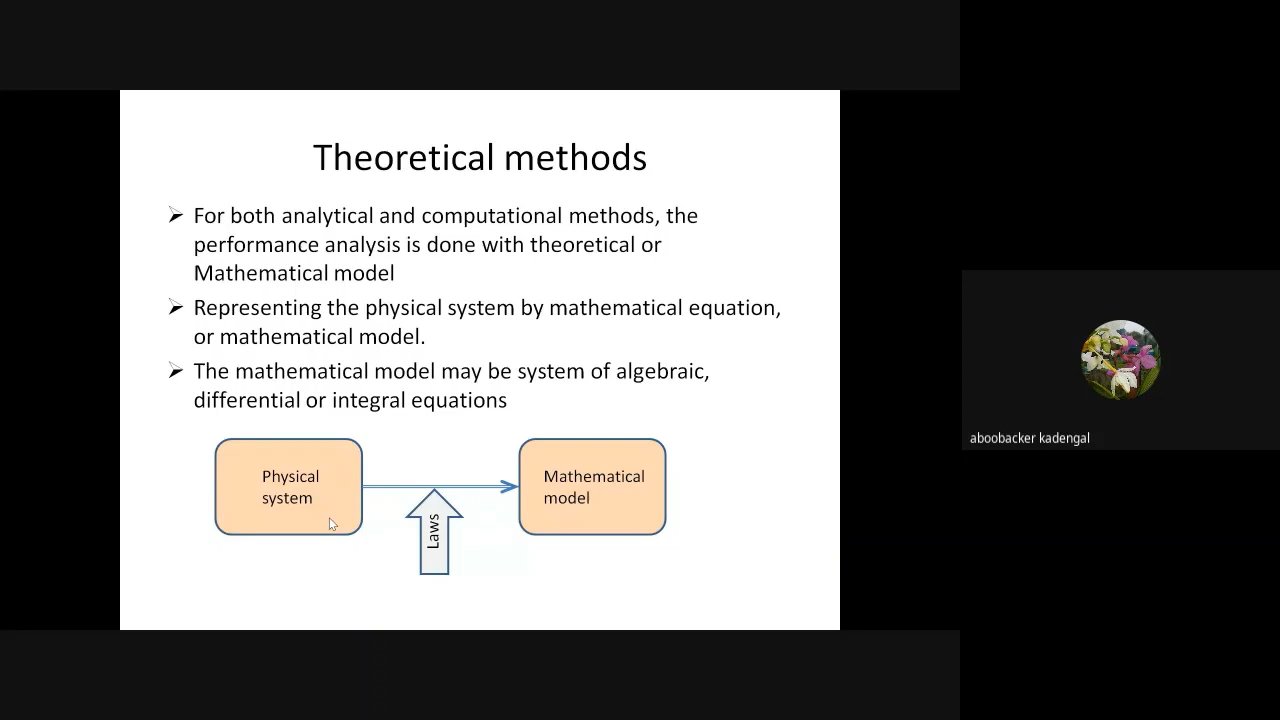 Theoretical methods
For both analytical and computational methods, the
performance analysis is done with theoretical or
Mathematical model
Representing the physical system by mathematical equation,
or mathematical model.
The mathematical model may be system of algebraic,
differential or integral equations
Physical
system
Laws
Mathematical
model
aboobacker kadengal